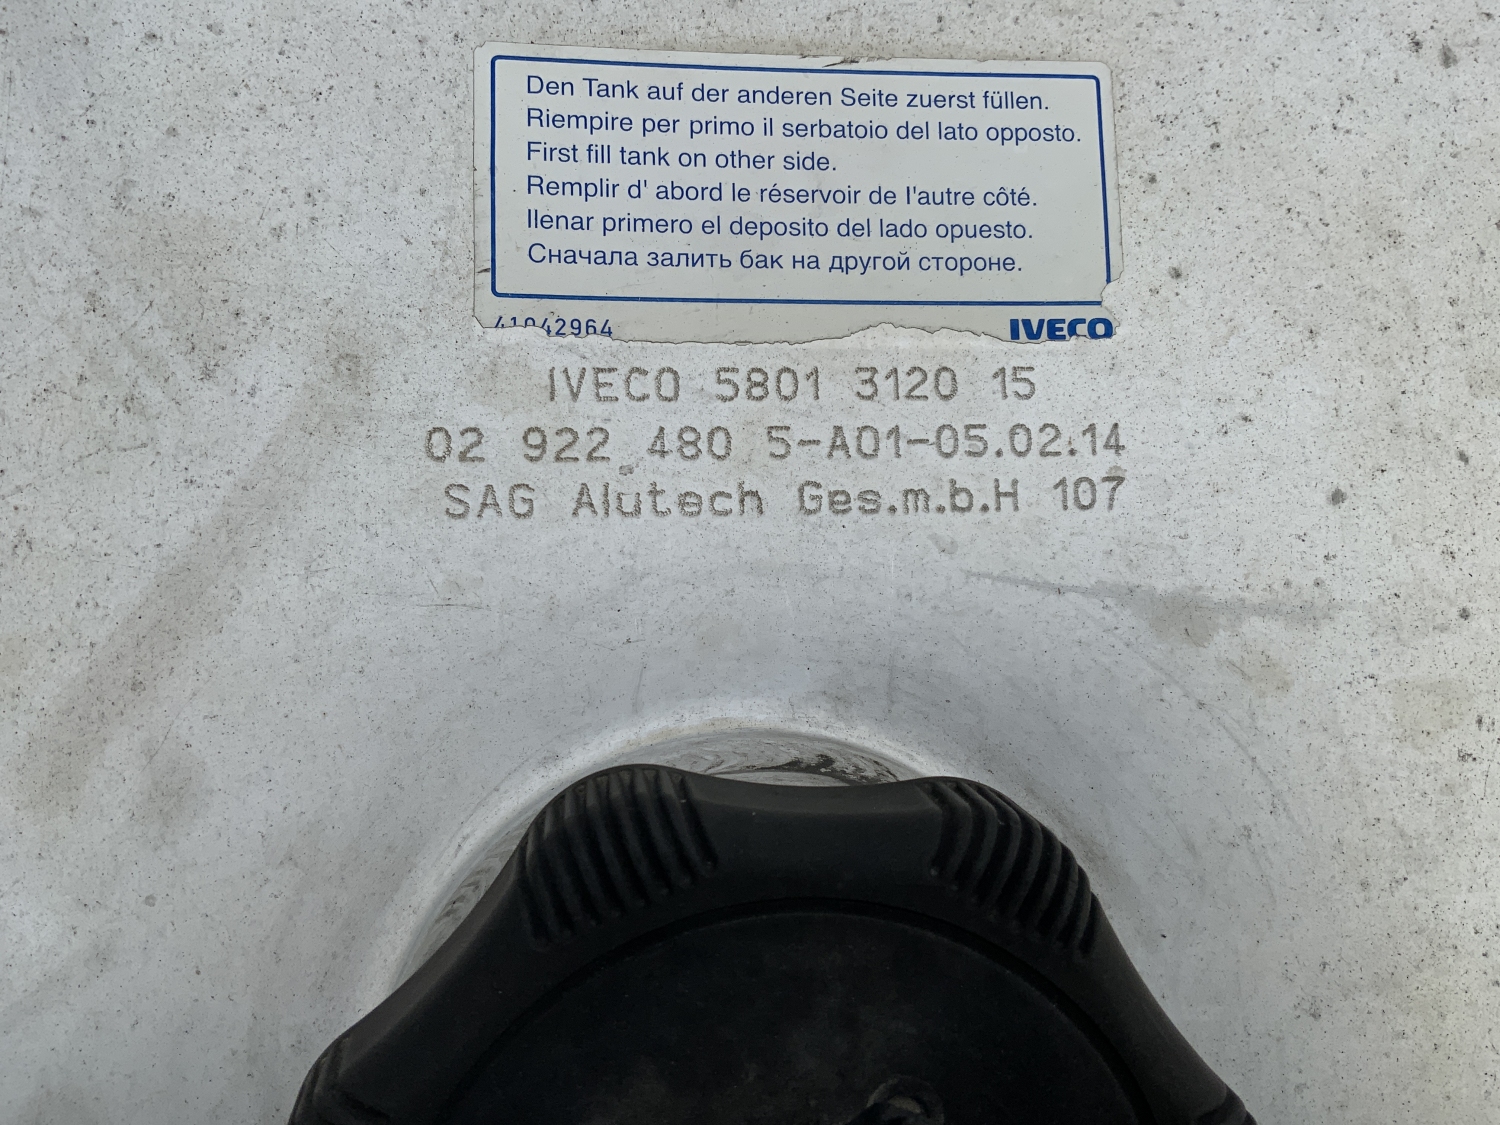 Den Tank auf der anderen Seite zuerst füllen.
Riempire per primo il serbatoio del lato opposto.
First fill tank on other side.
Remplir d' abord le réservoir de l'autre côté.
llenar primero el deposito del lado opuesto.
Сначала залить бак на другой стороне.
41042964 IVECO
IVECO 5801 3120 15
02 922 480 5-A01-05.02.14
SAG Alutech Ges.m.b.H 107